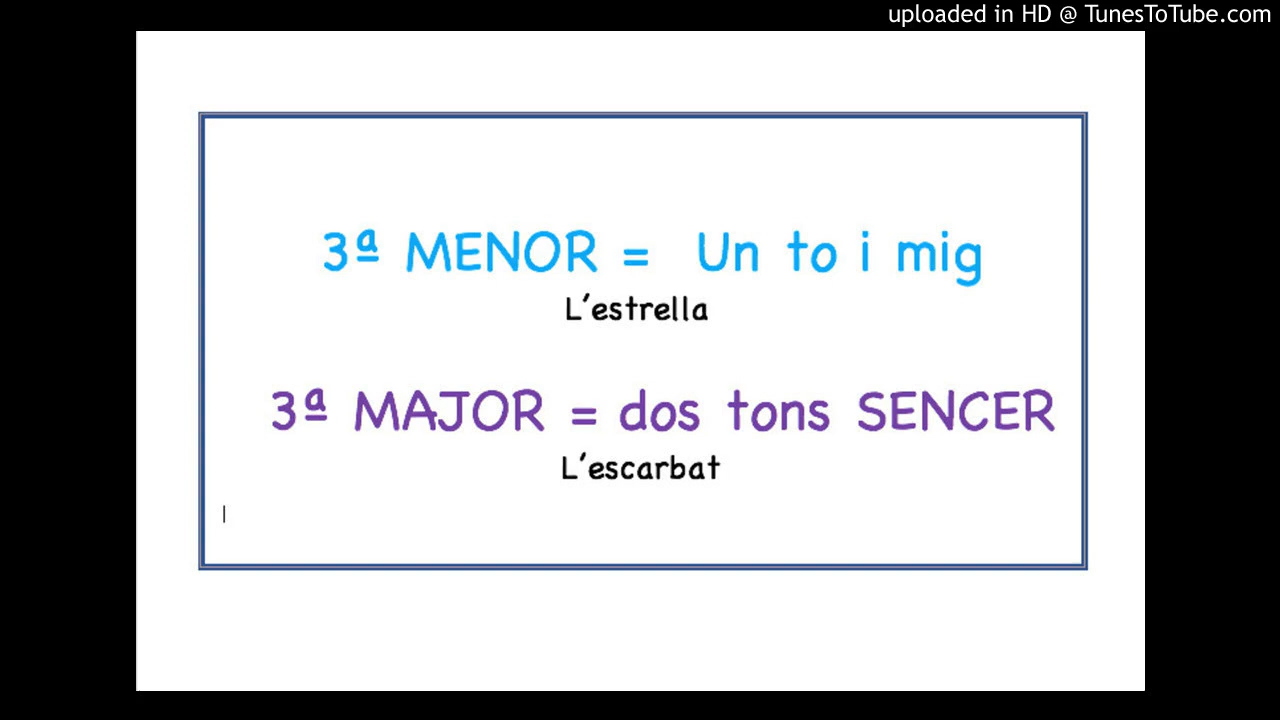 uploaded in HD @ TunesToTube.com
3ª MENOR = Un to i mig
L'estrella
3ª MAJOR = dos tons SENCER
L'escarbat